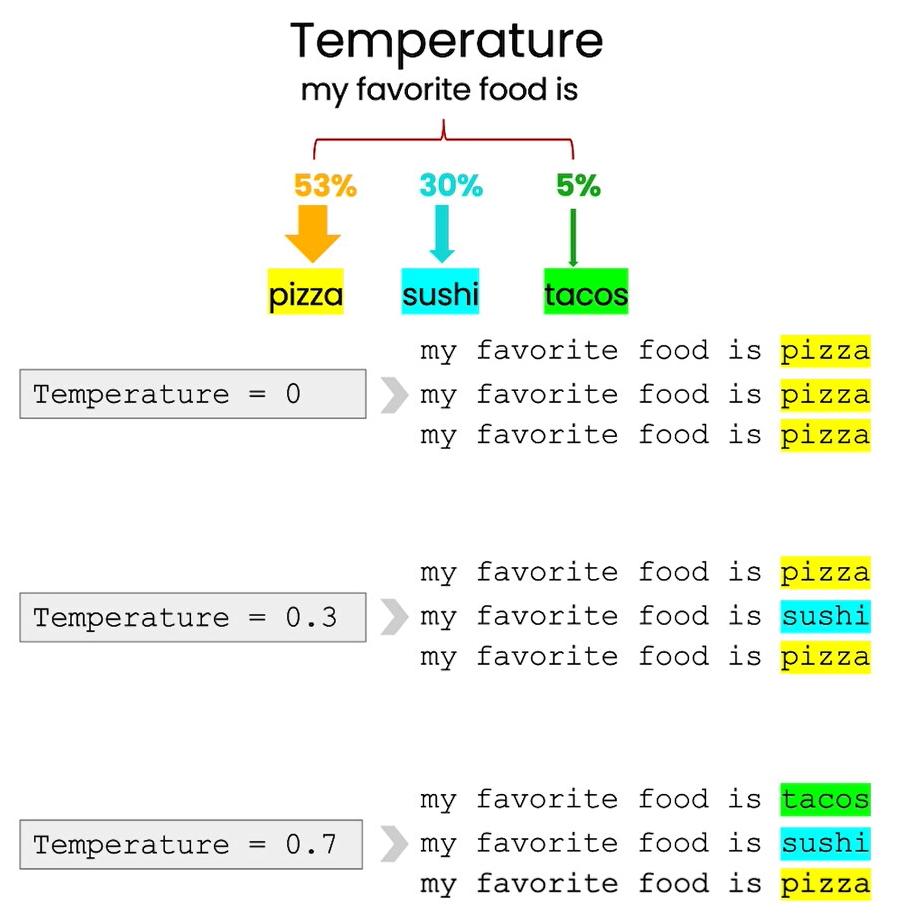 Temperature
my favorite food is
53% 30% 5%
pizza sushi tacos
my favorite food is pizza
Temperature = 0 my favorite food is pizza
my favorite food is pizza
my favorite food is pizza
Temperature = 0.3 my favorite food is sushi
my favorite food is pizza
my favorite food is tacos
Temperature = 0.7 my favorite food is sushi
my favorite food is pizza